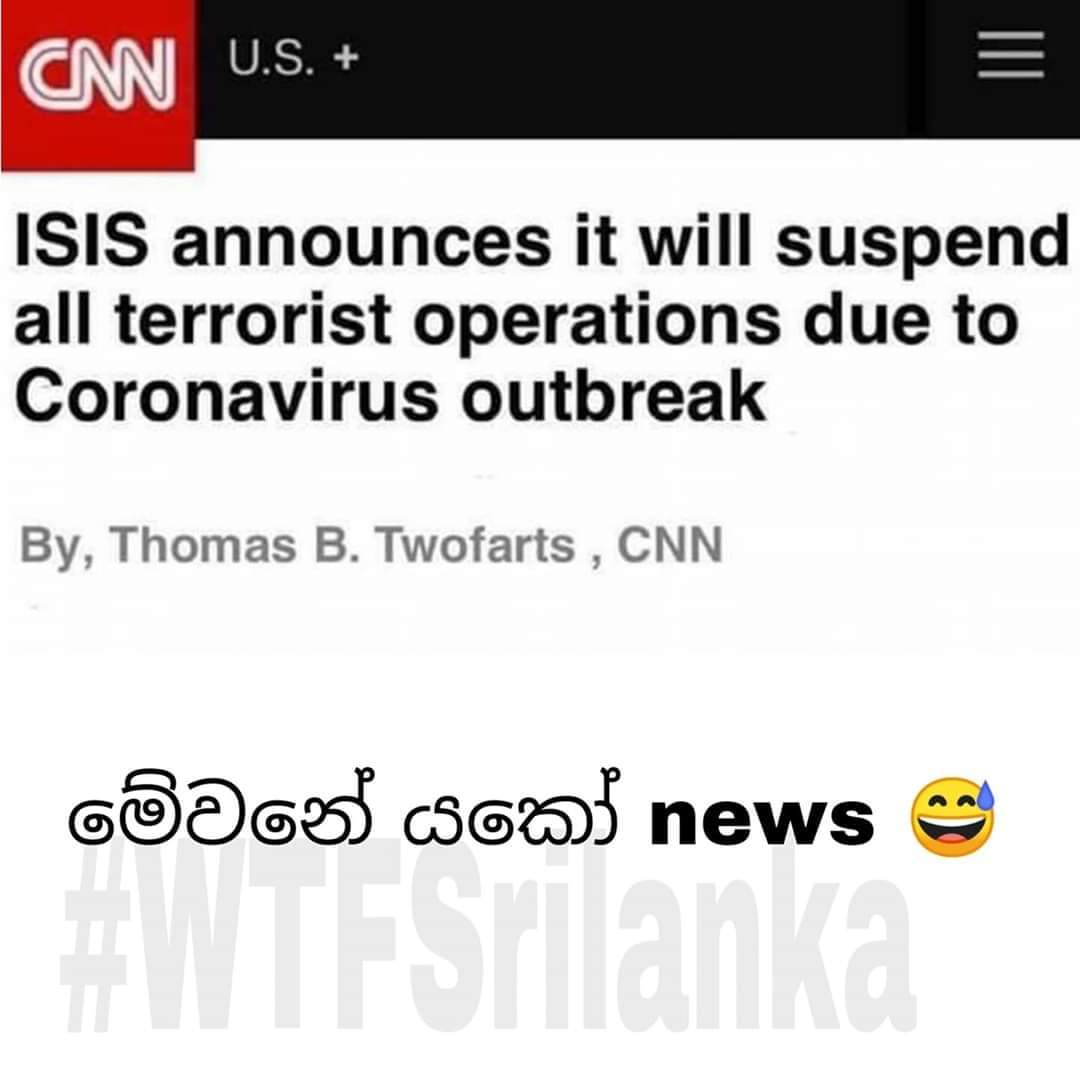 CNN U.S. +
ISIS announces it will suspend
all terrorist operations due to
Coronavirus outbreak
By, Thomas B. Twofarts , CNN
මේවනේ යකෝ news 😅
#WTFSrilanka